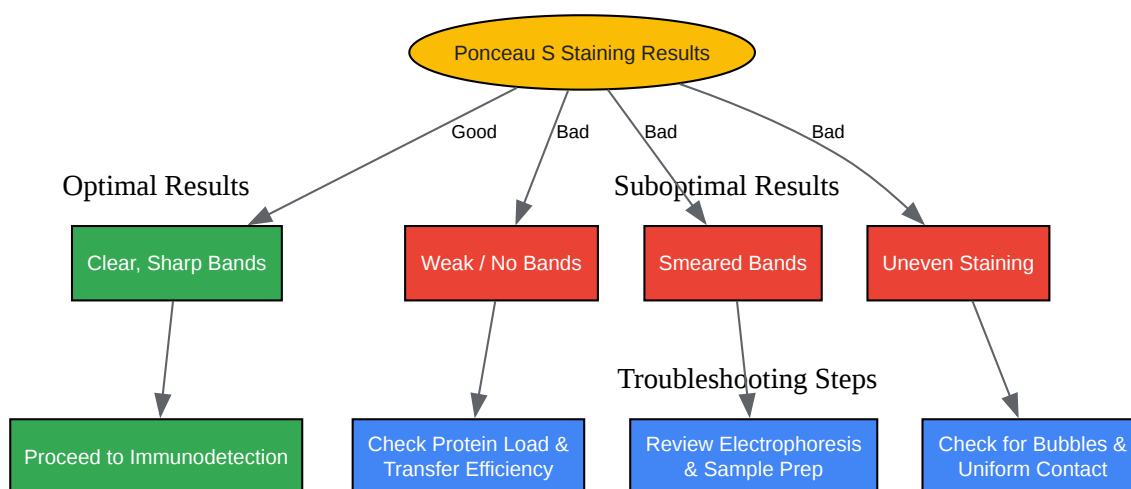 Ponceau S Staining Results
Good
Bad
Bad
Bad
Optimal Results
Suboptimal Results
Clear, Sharp Bands
Weak / No Bands
Smeared Bands
Uneven Staining
Troubleshooting Steps
Proceed to Immunodetection
Check Protein Load &
Transfer Efficiency
Review Electrophoresis
& Sample Prep
Check for Bubbles &
Uniform Contact